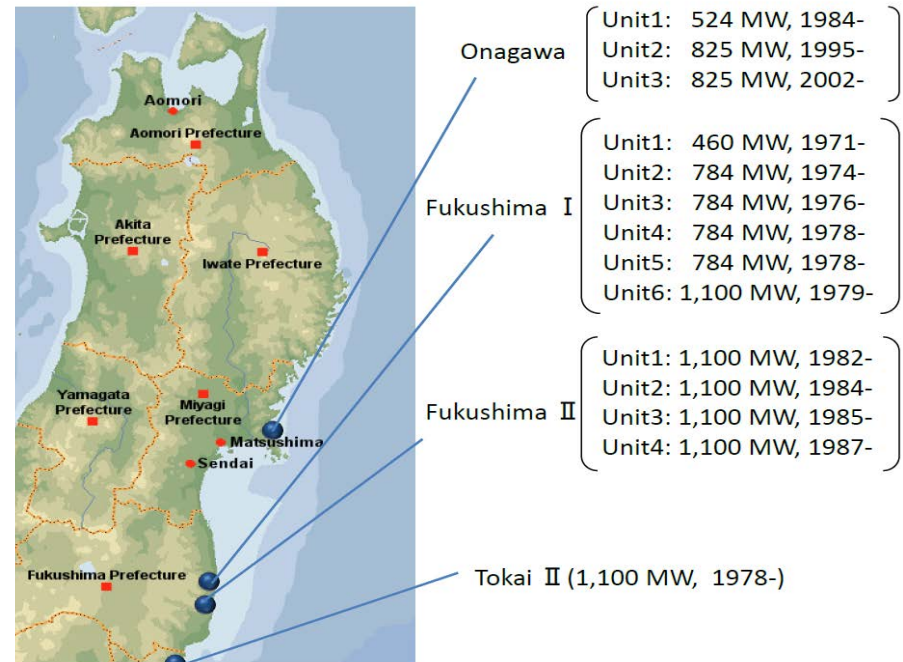 Aomori
Aomori Prefecture
Akita
Prefecture
Iwate Prefecture
Yamagata
Prefecture
Miyagi
Prefecture
Matsushima
Sendai
Fukushima Prefecture
Onagawa
Unit1: 524 MW, 1984-
Unit2: 825 MW, 1995-
Unit3: 825 MW, 2002-
Fukushima Ⅰ
Unit1: 460 MW, 1971-
Unit2: 784 MW, 1974-
Unit3: 784 MW, 1976-
Unit4: 784 MW, 1978-
Unit5: 784 MW, 1978-
Unit6: 1,100 MW, 1979-
Fukushima Ⅱ
Unit1: 1,100 MW, 1982-
Unit2: 1,100 MW, 1984-
Unit3: 1,100 MW, 1985-
Unit4: 1,100 MW, 1987-
Tokai Ⅱ (1,100 MW, 1978-)